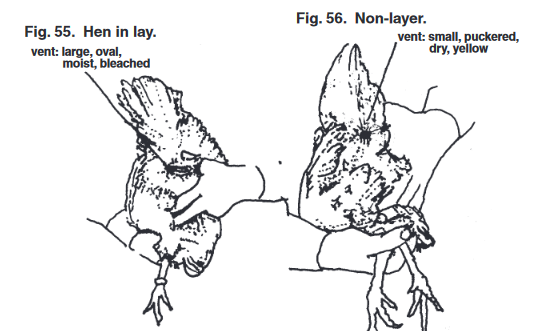 Fig. 55. Hen in lay.
vent: large, oval,
moist, bleached
Fig. 56. Non-layer.
vent: small, puckered,
dry, yellow